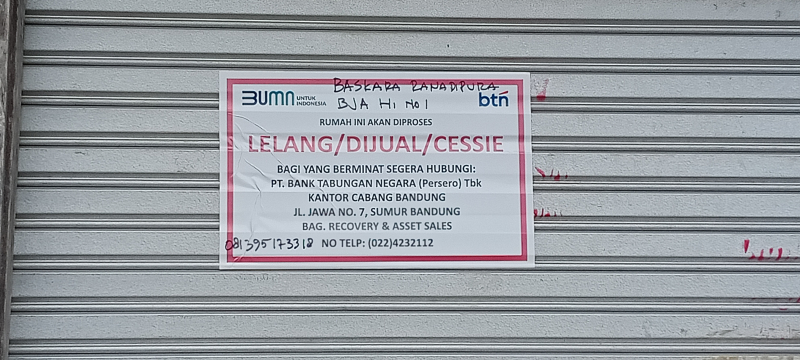 BASKARA RANADIPURA
BUMN UNTUK INDONESIA
BJA H1 NO 1
btn
RUMAH INI AKAN DIPROSES
LELANG/DIJUAL/CESSIE
BAGI YANG BERMINAT SEGERA HUBUNGI:
PT. BANK TABUNGAN NEGARA (Persero) Tbk
KANTOR CABANG BANDUNG
JL. JAWA NO. 7, SUMUR BANDUNG
BAG. RECOVERY & ASSET SALES
081395173318 NO TELP: (022)4232112